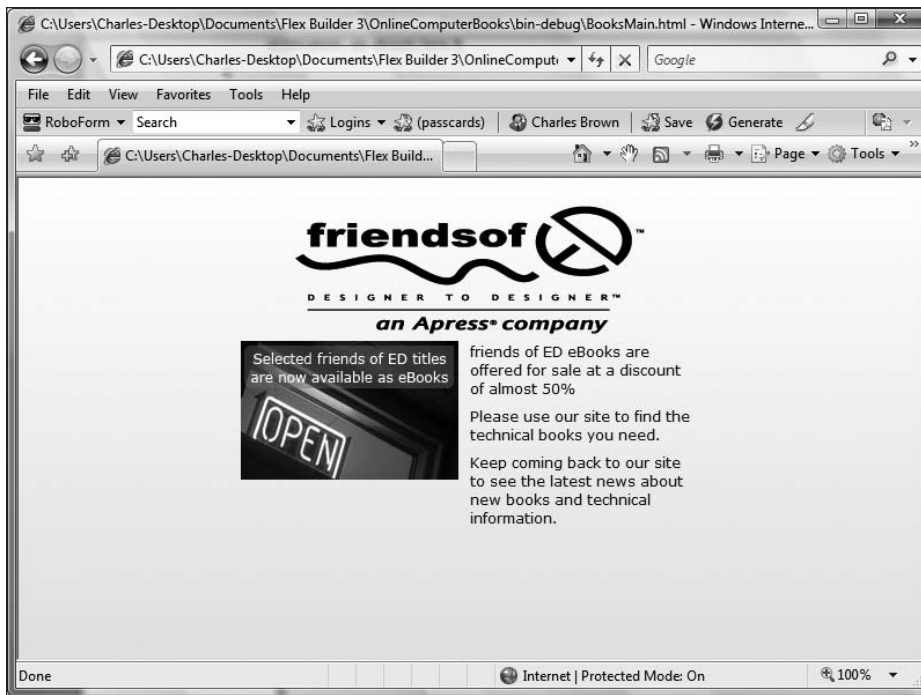 C:\Users\Charles-Desktop\Documents\Flex Builder 3\OnlineComputerBooks\bin-debug\BooksMain.html - Windows Interne...
C:\Users\Charles-Desktop\Documents\Flex Builder 3\OnlineComput
Google
File Edit View Favorites Tools Help
RoboForm Search Logins (passcards) Charles Brown Save Generate
C:\Users\Charles-Desktop\Documents\Flex Build... Page Tools »
friendsof ™
DESIGNER TO DESIGNER™
an Apress® company
Selected friends of ED titles
are now available as eBooks
OPEN
friends of ED eBooks are
offered for sale at a discount
of almost 50%
Please use our site to find the
technical books you need.
Keep coming back to our site
to see the latest news about
new books and technical
information.
Done Internet | Protected Mode: On 100%